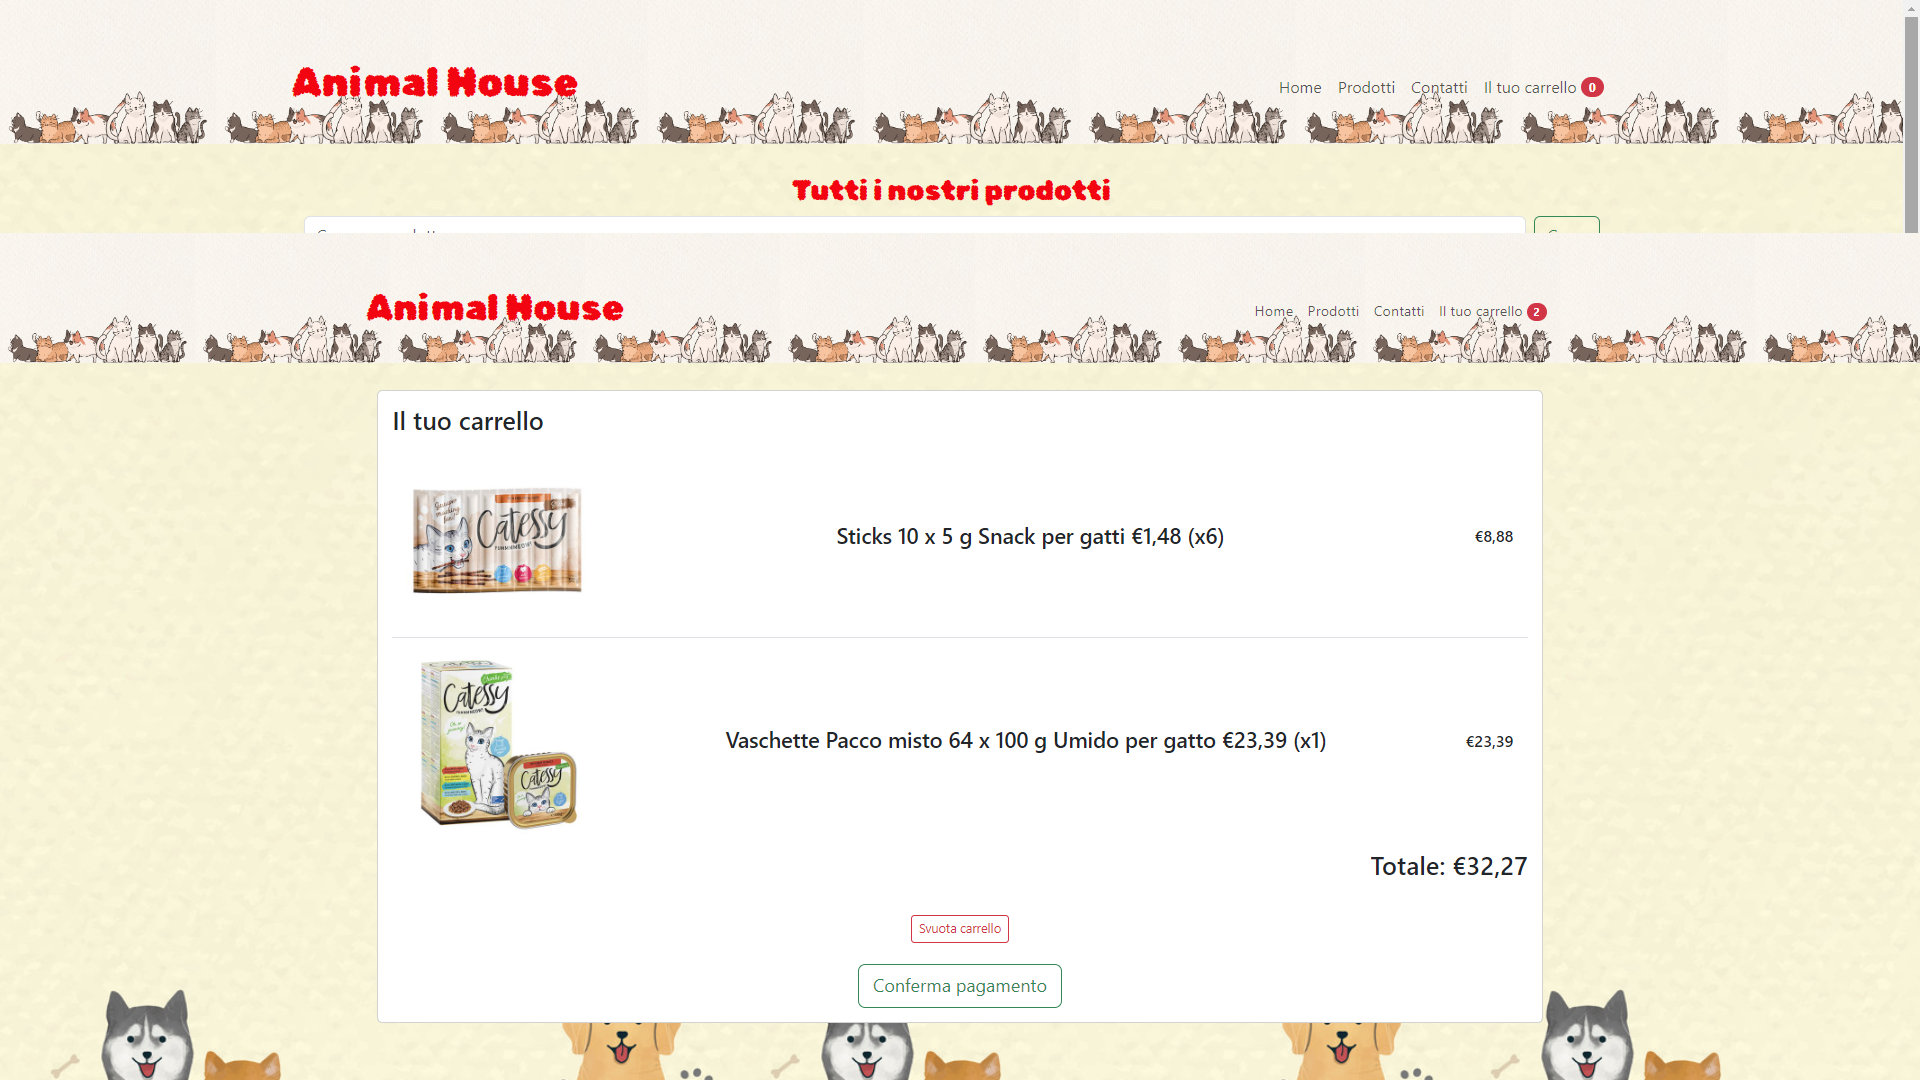 Animal House
Home Prodotti Contatti Il tuo carrello 0
Tutti i nostri prodotti
Animal House
Home Prodotti Contatti Il tuo carrello 2
Il tuo carrello
Catessy
Sticks 10 x 5 g Snack per gatti €1,48 (x6)
€8,88
Catessy
Catessy
Vaschette Pacco misto 64 x 100 g Umido per gatto €23,39 (x1)
€23,39
Totale: €32,27
Svuota carrello
Conferma pagamento